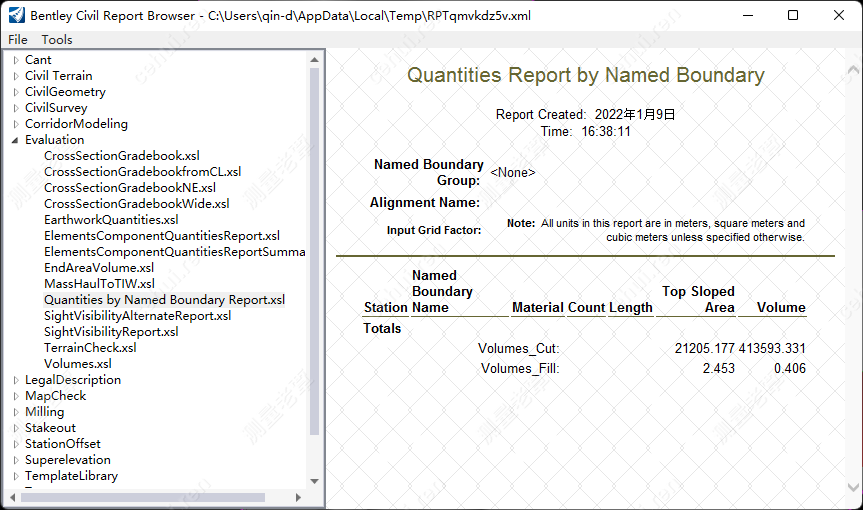 Bentley Civil Report Browser - C:\Users\qin-d\AppData\Local\Temp\RPTqmvkdz5v.xml
File Tools
Cant
Civil Terrain
CivilGeometry
CivilSurvey
CorridorModeling
Evaluation
CrossSectionGradebook.xsl
CrossSectionGradebookfromCL.xsl
CrossSectionGradebookNE.xsl
CrossSectionGradebookWide.xsl
EarthworkQuantities.xsl
ElementsComponentQuantitiesReport.xsl
ElementsComponentQuantitiesReportSumma
EndAreaVolume.xsl
MassHaulToTIW.xsl
Quantities by Named Boundary Report.xsl
SightVisibilityAlternateReport.xsl
SightVisibilityReport.xsl
TerrainCheck.xsl
Volumes.xsl
LegalDescription
MapCheck
Milling
Stakeout
StationOffset
Superelevation
TemplateLibrary
Quantities Report by Named Boundary
Report Created: 2022年1月9日
Time: 16:38:11
Named Boundary
Group: <None>
Alignment Name:
Input Grid Factor:
Note: All units in this report are in meters, square meters and
cubic meters unless specified otherwise.
Station Named Boundary Name Material Count Length Top Sloped Area Volume
Totals
Volumes_Cut: 21205.177 413593.331
Volumes_Fill: 2.453 0.406